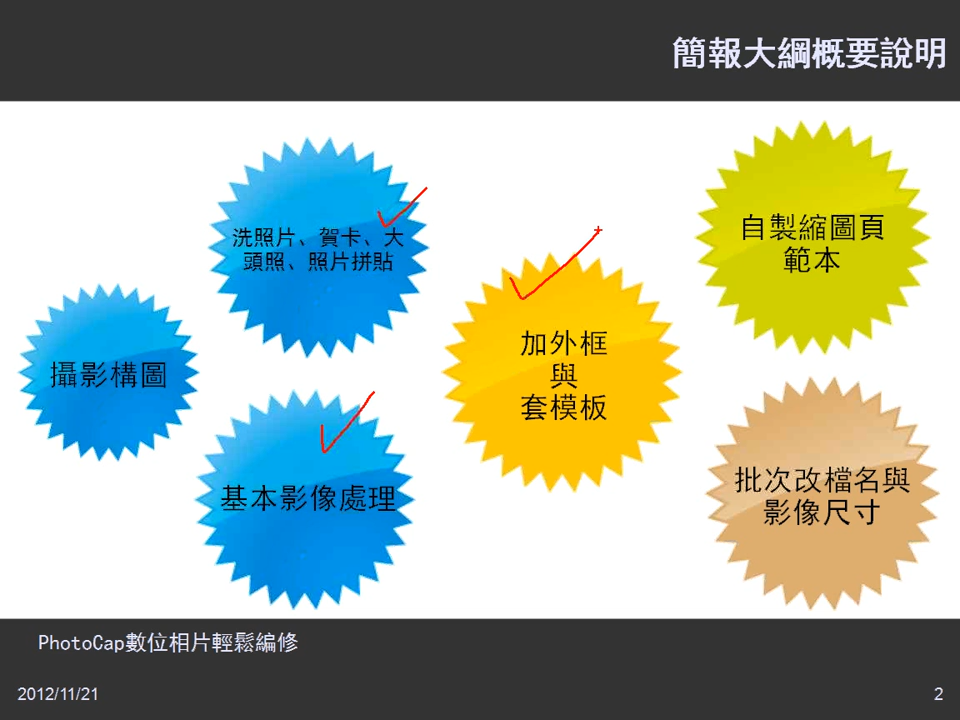 簡報大綱概要說明
洗照片、賀卡、大
頭照、照片拼貼
自製縮圖頁
範本
加外框
與
套模板
攝影構圖
基本影像處理
批次改檔名與
影像尺寸
PhotoCap數位相片輕鬆編修
2012/11/21
2